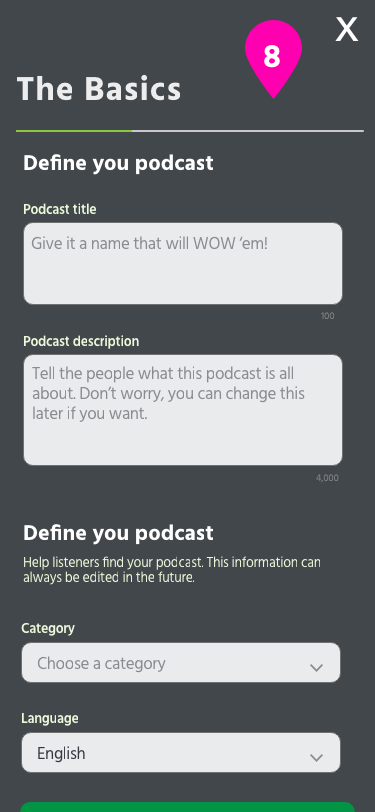 X
8
The Basics
Define you podcast
Podcast title
Give it a name that will WOW ‘em!
100
Podcast description
Tell the people what this podcast is all
about. Don’t worry, you can change this
later if you want.
4,000
Define you podcast
Help listeners find your podcast. This information can
always be edited in the future.
Category
Choose a category
Language
English